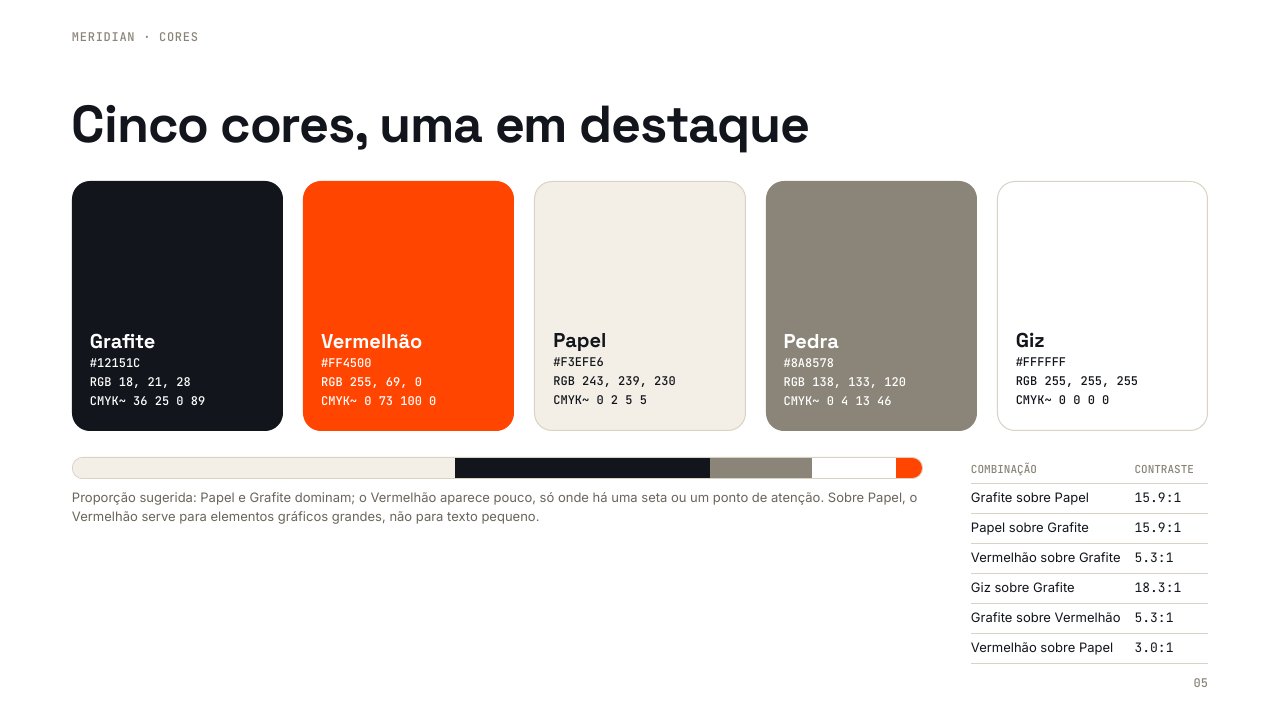 MERIDIAN · CORES
Cinco cores, uma em destaque
Grafite
#12151C
RGB 18, 21, 28
CMYK~ 36 25 0 89
Vermelhão
#FF4500
RGB 255, 69, 0
CMYK~ 0 73 100 0
Papel
#F3EFE6
RGB 243, 239, 230
CMYK~ 0 2 5 5
Pedra
#8A8578
RGB 138, 133, 120
CMYK~ 0 4 13 46
Giz
#FFFFFF
RGB 255, 255, 255
CMYK~ 0 0 0 0
Proporção sugerida: Papel e Grafite dominam; o Vermelhão aparece pouco, só onde há uma seta ou um ponto de atenção. Sobre Papel, o
Vermelhão serve para elementos gráficos grandes, não para texto pequeno.
COMBINAÇÃO CONTRASTE
Grafite sobre Papel 15.9:1
Papel sobre Grafite 15.9:1
Vermelhão sobre Grafite 5.3:1
Giz sobre Grafite 18.3:1
Grafite sobre Vermelhão 5.3:1
Vermelhão sobre Papel 3.0:1
05